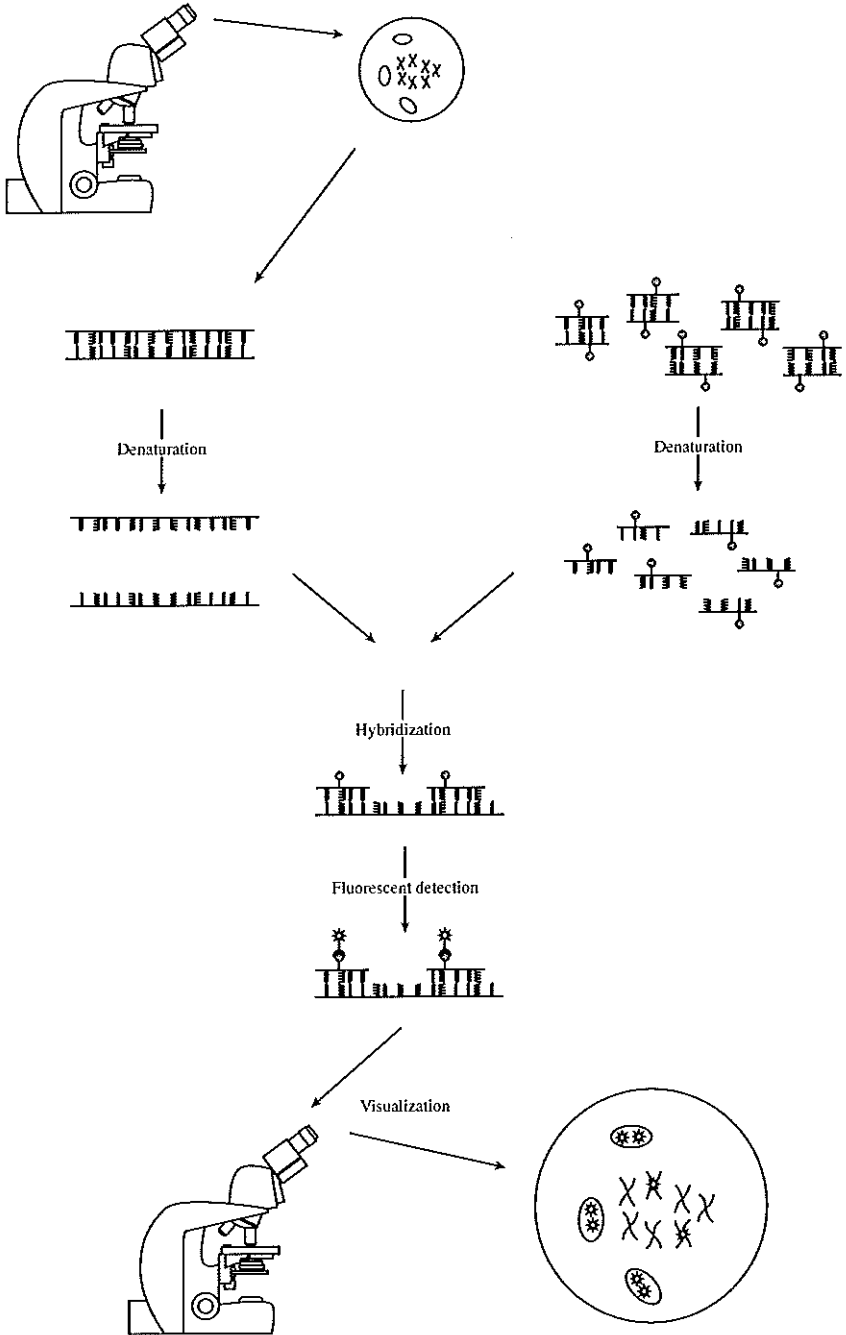 Denaturation
Denaturation
Hybridization
Fluorescent detection
Visualization